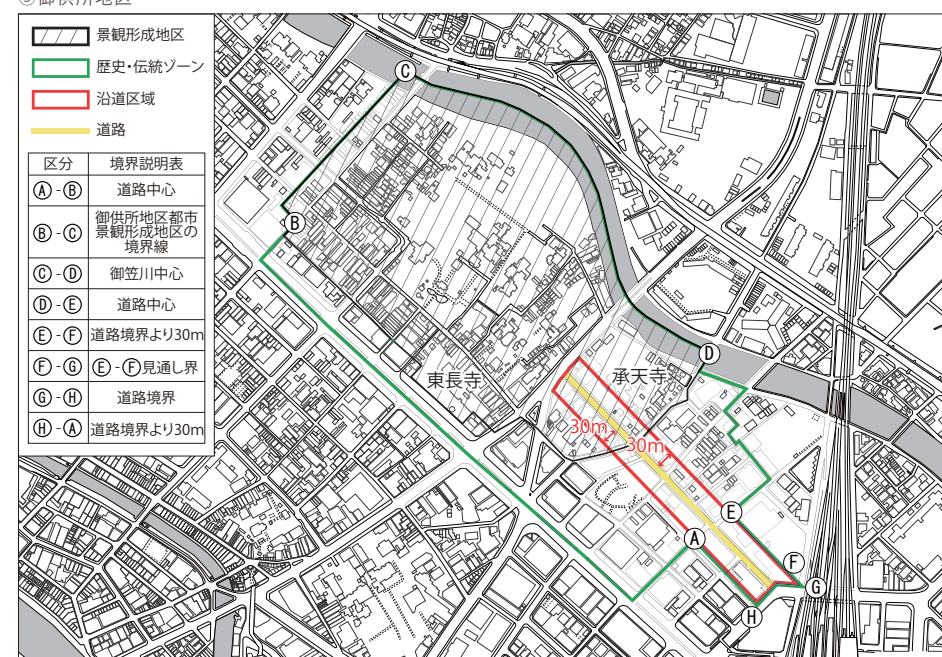 ③御供所地区
景観形成地区
歴史・伝統ゾーン
沿道区域
道路
区分 境界説明表
Ⓐ-Ⓑ 道路中心
Ⓑ-Ⓒ 御供所地区都市
景観形成地区の
境界線
Ⓒ-Ⓓ 御笠川中心
Ⓓ-Ⓔ 道路中心
Ⓔ-Ⓕ 道路境界より30m
Ⓕ-Ⓖ Ⓔ-Ⓕ見通し界
Ⓖ-Ⓗ 道路境界
Ⓗ-Ⓐ 道路境界より30m
Ⓒ
Ⓑ
Ⓓ
東長寺
承天寺
30m
30m
Ⓔ
Ⓐ
Ⓕ
Ⓖ
Ⓗ